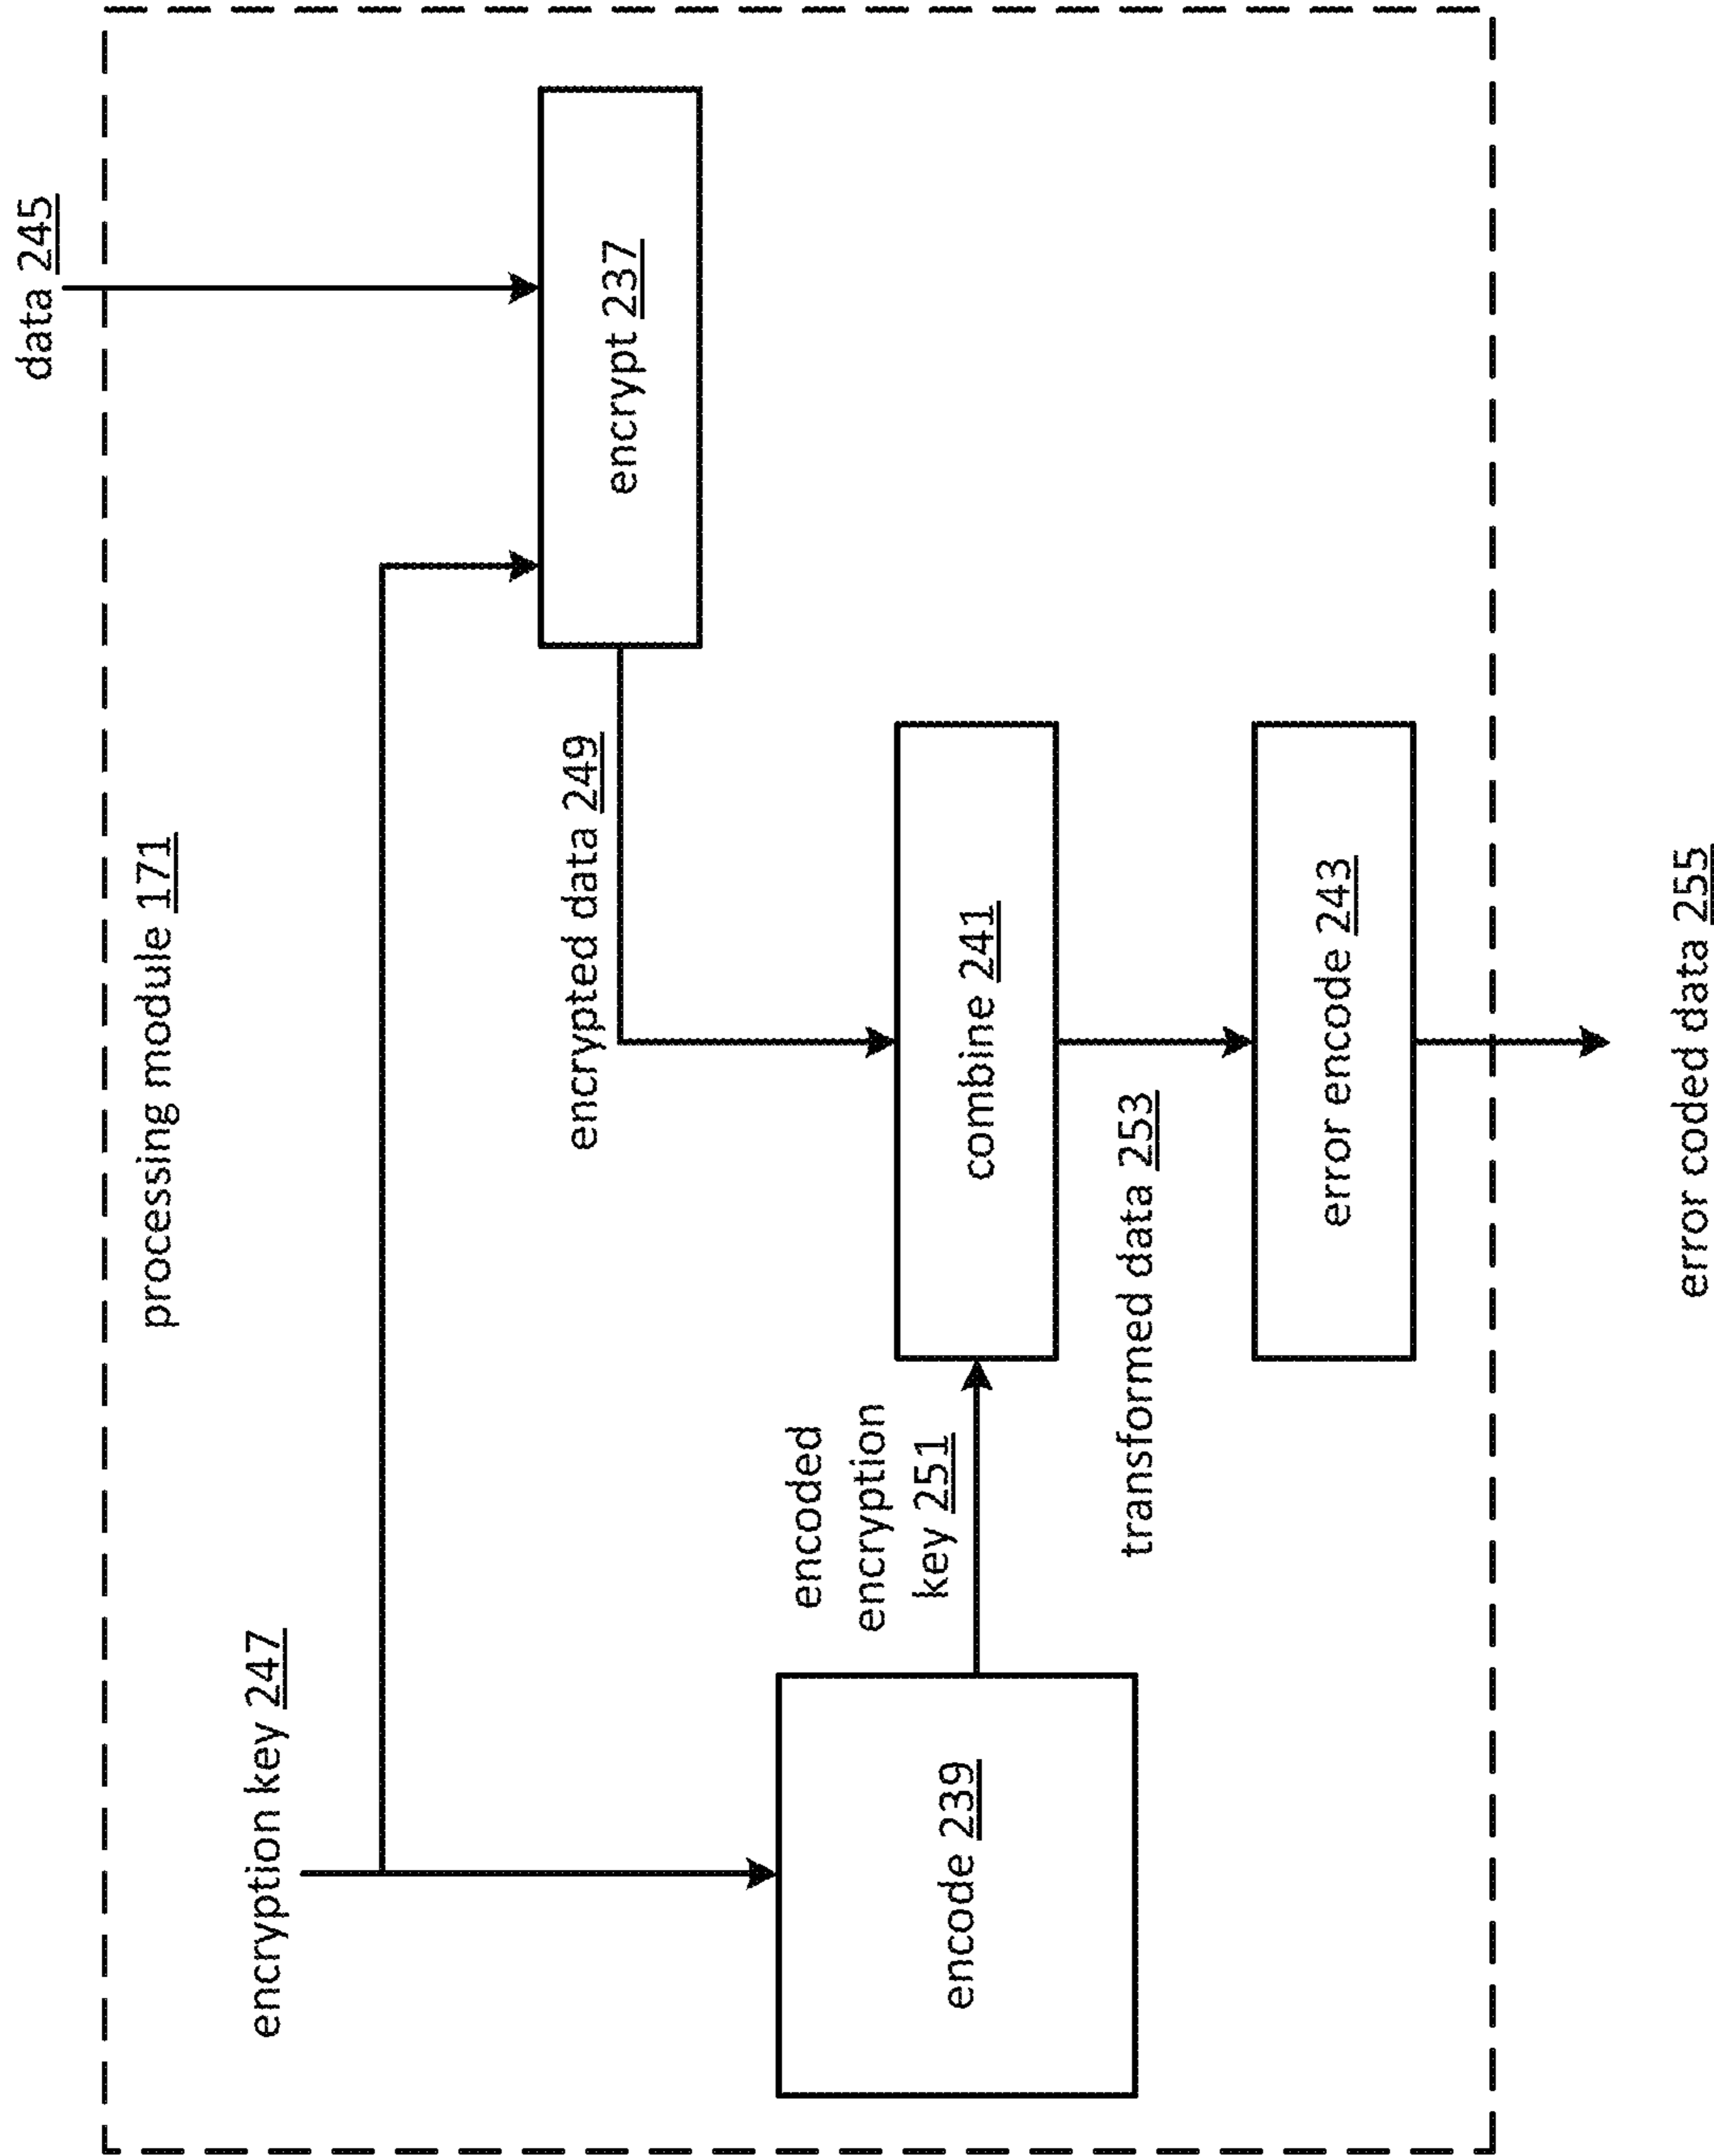 data 245
processing module 171
encryption key 247
encrypt 237
encrypted data 249
encoded
encryption
key 251
encode 239
combine 241
transformed data 253
error encode 243
error coded data 255